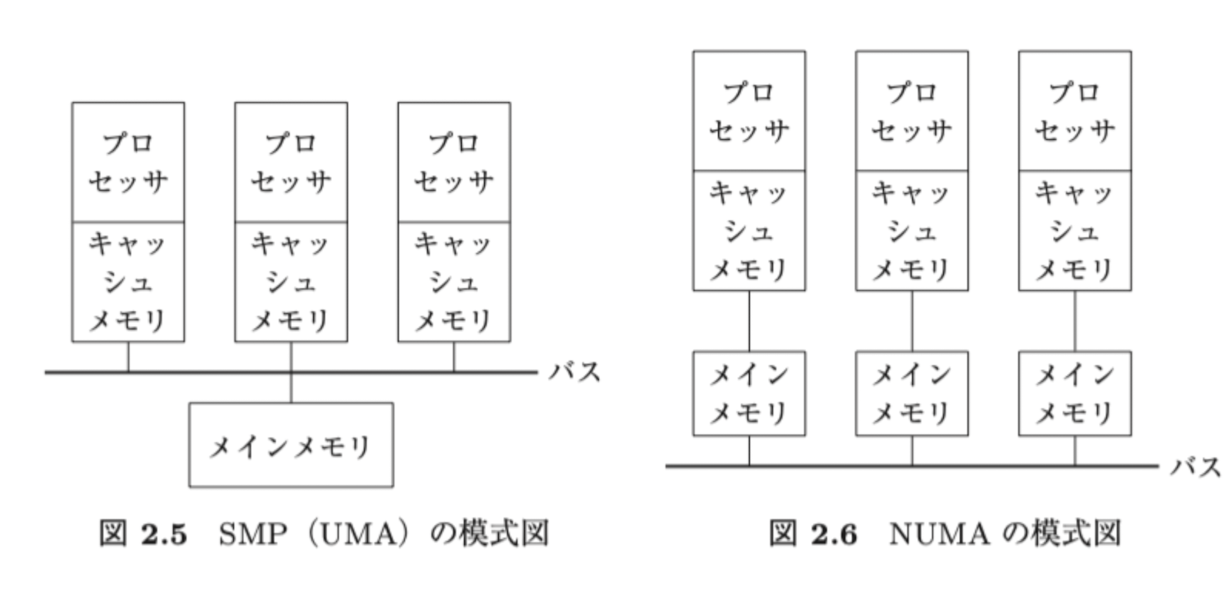 プロ
セッサ
キャッ
シュ
メモリ
プロ
セッサ
キャッ
シュ
メモリ
プロ
セッサ
キャッ
シュ
メモリ
バス
メインメモリ
図 2.5 SMP（UMA）の模式図
プロ
セッサ
キャッ
シュ
メモリ
メイン
メモリ
プロ
セッサ
キャッ
シュ
メモリ
メイン
メモリ
プロ
セッサ
キャッ
シュ
メモリ
メイン
メモリ
バス
図 2.6 NUMA の模式図